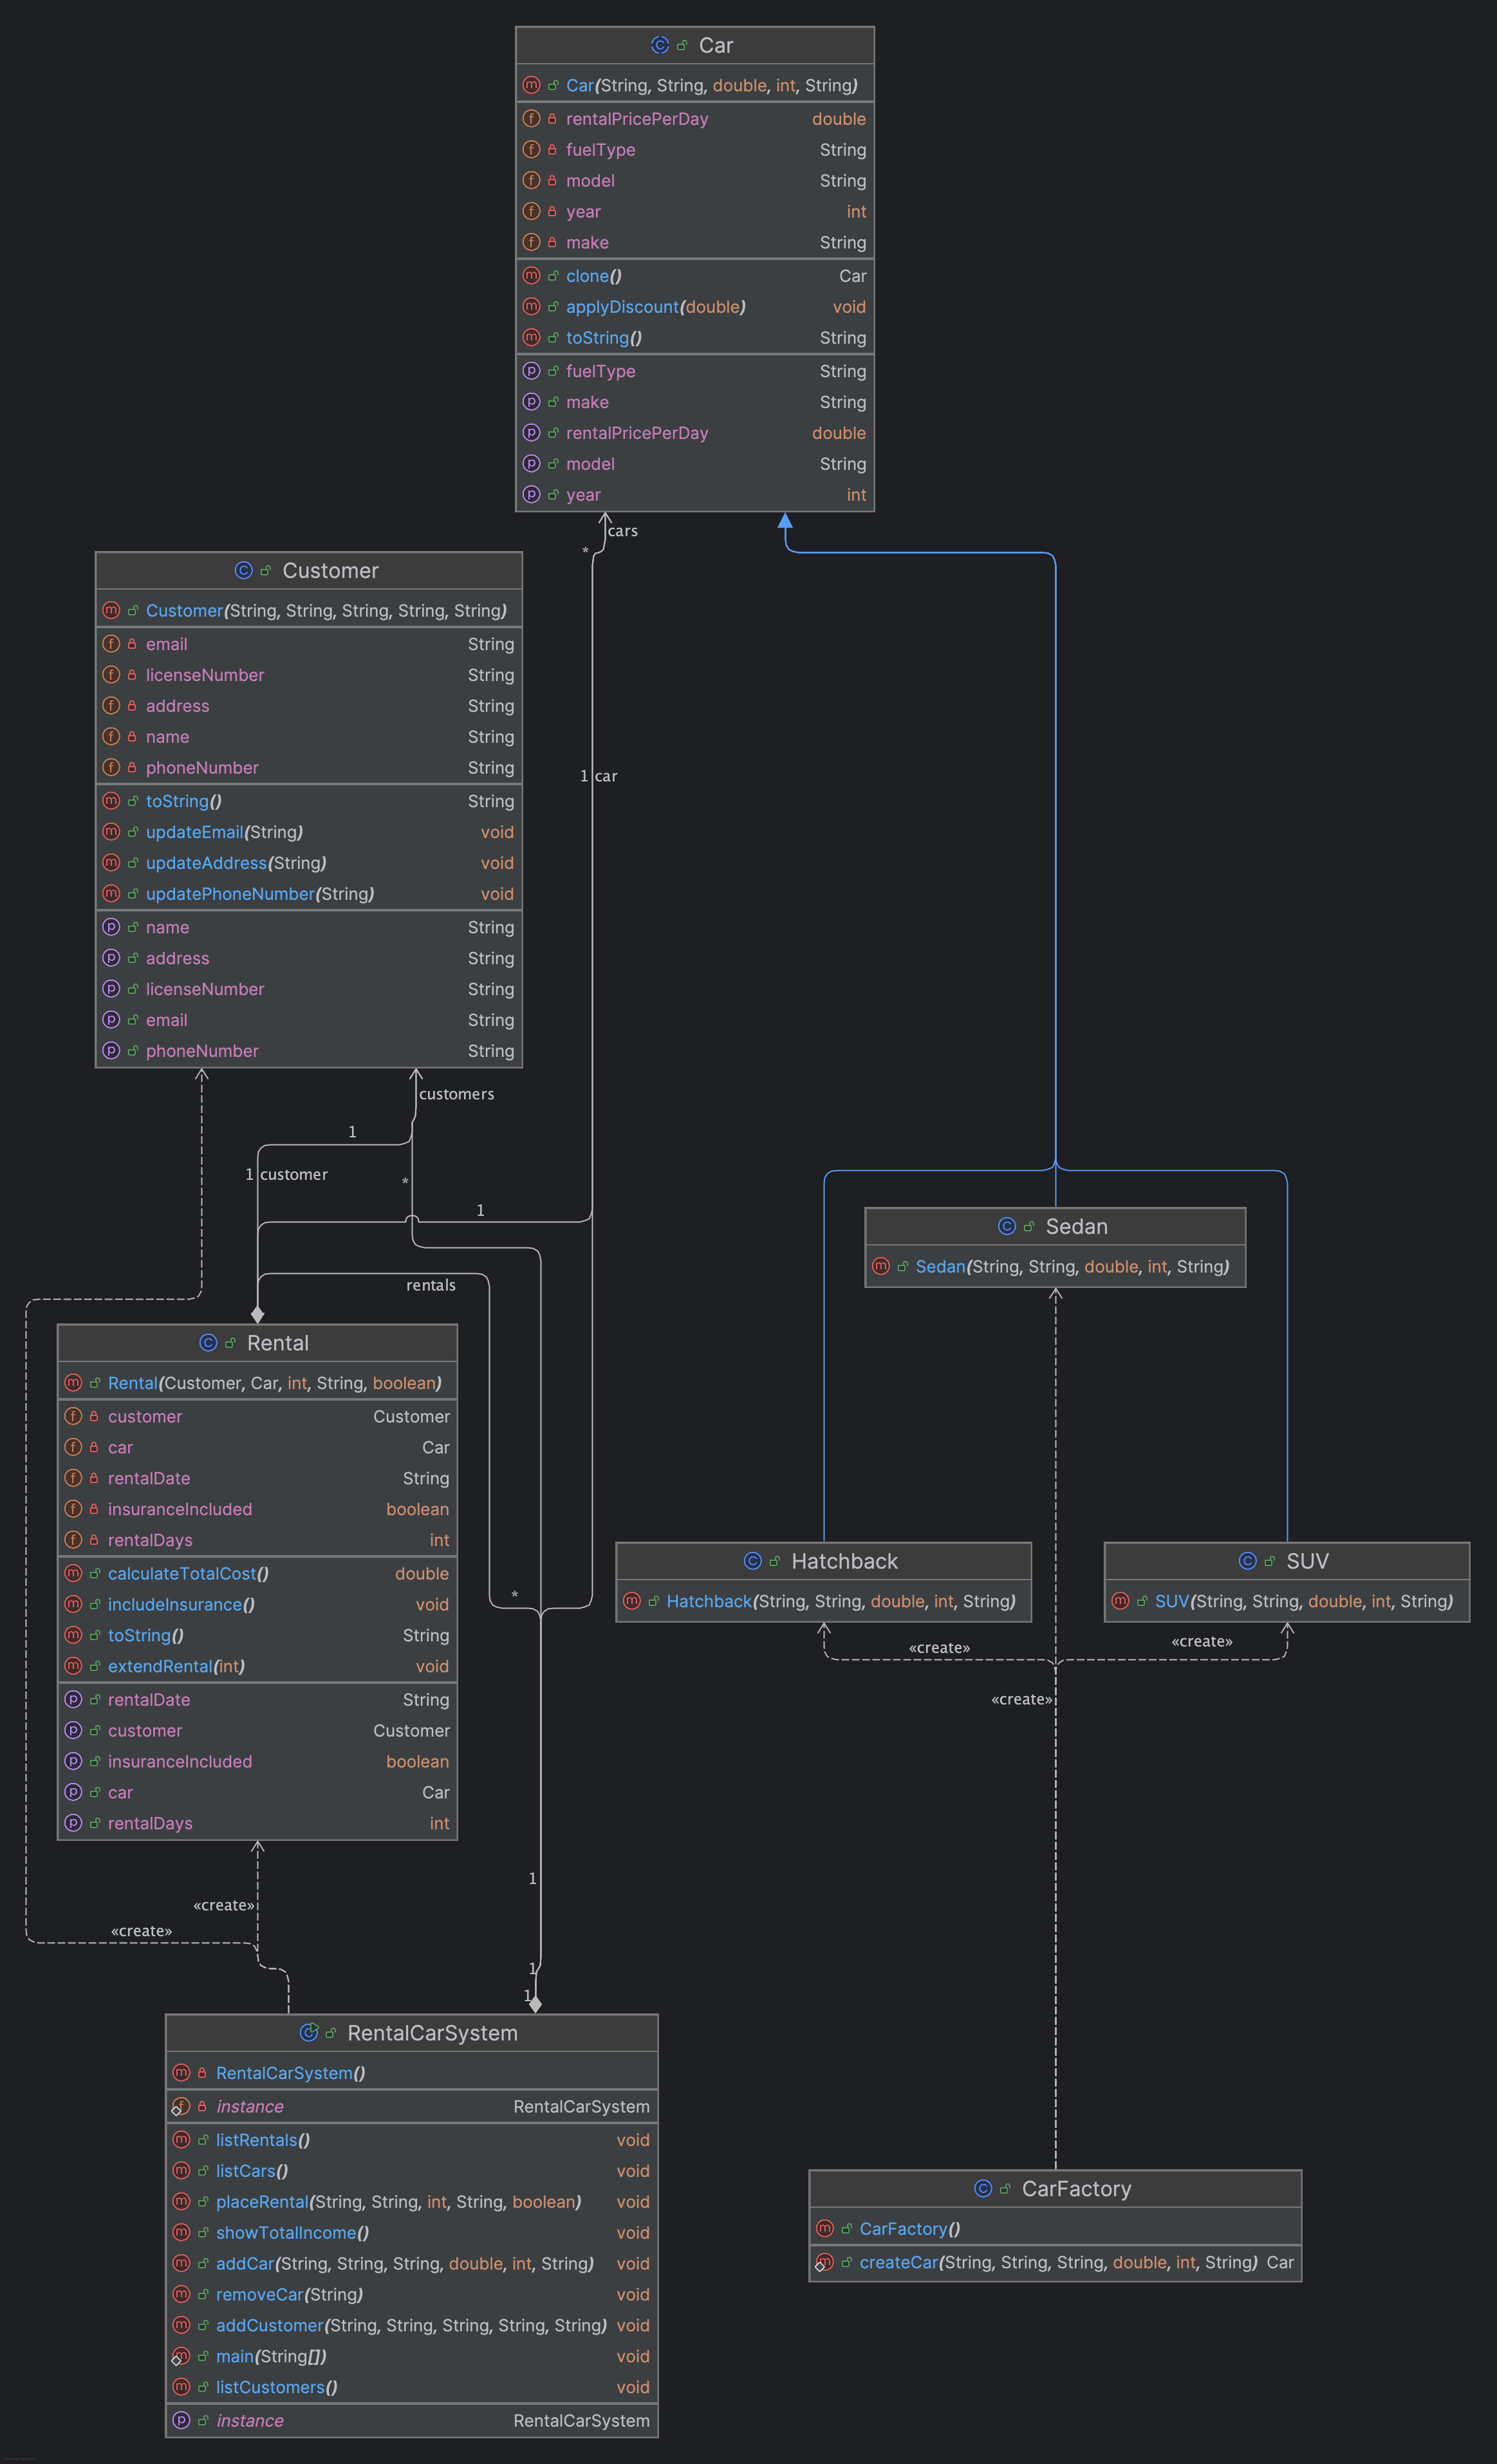 Car
Car(String, String, double, int, String)
rentalPricePerDay double
fuelType String
model String
year int
make String
clone() Car
applyDiscount(double) void
toString() String
fuelType String
make String
rentalPricePerDay double
model String
year int
cars
*
Customer
Customer(String, String, String, String, String)
email String
licenseNumber String
address String
name String
phoneNumber String
1 car
toString() String
updateEmail(String) void
updateAddress(String) void
updatePhoneNumber(String) void
name String
address String
licenseNumber String
email String
phoneNumber String
customers
1
1 customer
*
1
rentals
Sedan
Sedan(String, String, double, int, String)
Rental
Rental(Customer, Car, int, String, boolean)
customer Customer
car Car
rentalDate String
insuranceIncluded boolean
rentalDays int
calculateTotalCost() double
includeInsurance() void
toString() String
extendRental(int) void
rentalDate String
customer Customer
insuranceIncluded boolean
car Car
rentalDays int
*
Hatchback
Hatchback(String, String, double, int, String)
SUV
SUV(String, String, double, int, String)
«create»
«create»
«create»
1
«create»
«create»
1
1
RentalCarSystem
RentalCarSystem()
instance RentalCarSystem
listRentals() void
listCars() void
placeRental(String, String, int, String, boolean) void
showTotalIncome() void
addCar(String, String, String, double, int, String) void
removeCar(String) void
addCustomer(String, String, String, String, String) void
main(String[]) void
listCustomers() void
instance RentalCarSystem
CarFactory
CarFactory()
createCar(String, String, String, double, int, String) Car